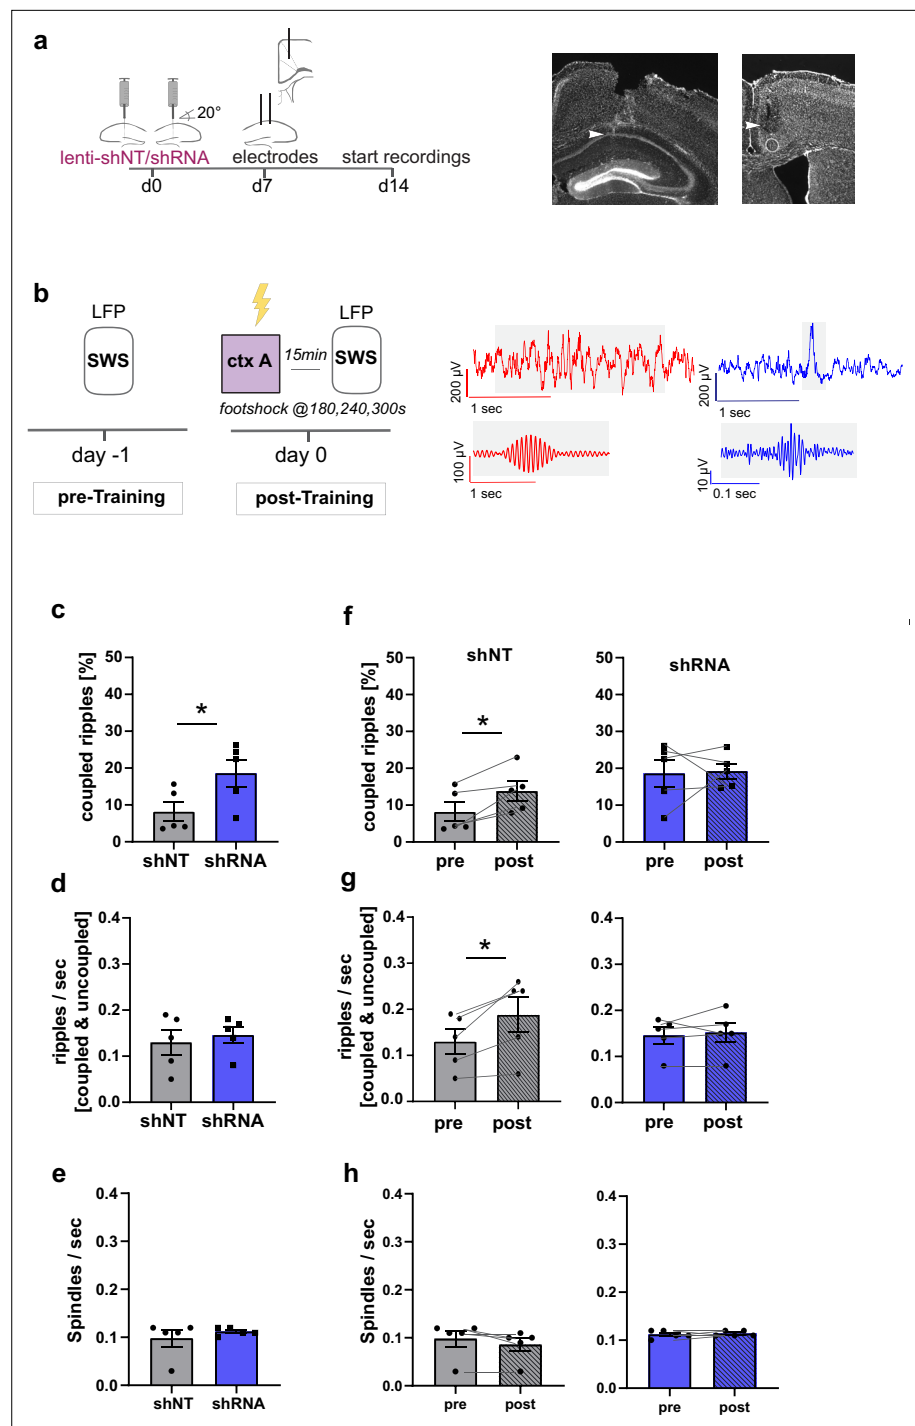 a
20°
lenti-shNT/shRNA
electrodes
start recordings
d0
d7
d14
b
LFP
SWS
ctx A
15min
LFP
SWS
footshock @180,240,300s
day -1
day 0
pre-Training
post-Training
200 µV
1 sec
200 µV
1 sec
100 µV
1 sec
10 µV
0.1 sec
c
coupled ripples [%]
50
40
30
20
10
0
*
shNT
shRNA
f
coupled ripples [%]
shNT
50
40
30
20
10
0
*
pre
post
shRNA
50
40
30
20
10
0
pre
post
d
ripples / sec
[coupled & uncoupled]
0.4
0.3
0.2
0.1
0.0
shNT
shRNA
g
ripples / sec
[coupled & uncoupled]
0.4
0.3
0.2
0.1
0.0
*
pre
post
0.4
0.3
0.2
0.1
0.0
pre
post
e
Spindles / sec
0.4
0.3
0.2
0.1
0.0
shNT
shRNA
h
Spindles / sec
0.4
0.3
0.2
0.1
0.0
pre
post
0.4
0.3
0.2
0.1
0.0
pre
post